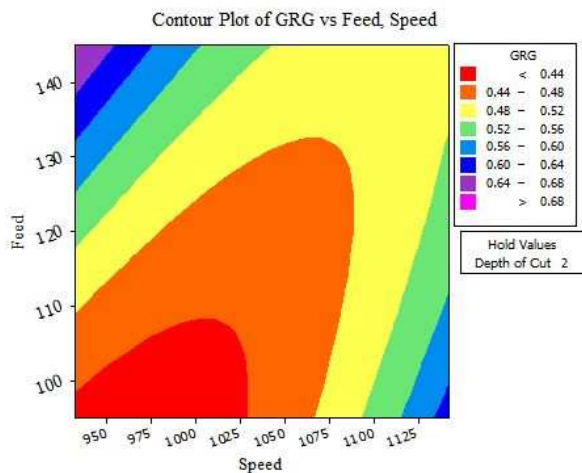 Contour Plot of GRG vs Feed, Speed
GRG
< 0.44
0.44 – 0.48
0.48 – 0.52
0.52 – 0.56
0.56 – 0.60
0.60 – 0.64
0.64 – 0.68
> 0.68
Hold Values
Depth of Cut 2
Feed
140
130
120
110
100
950 975 1000 1025 1050 1075 1100 1125
Speed